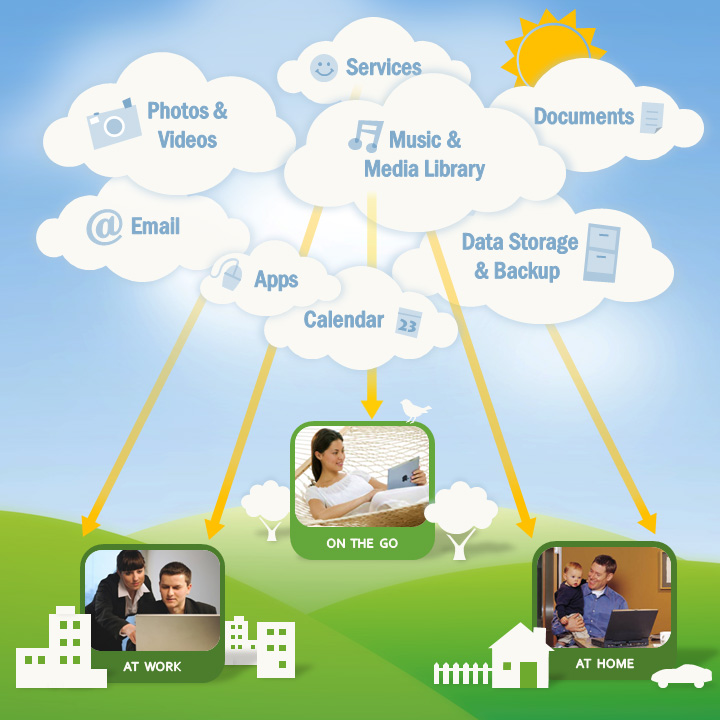 Services
Photos &
Videos
Documents
Music &
Media Library
@ Email
Data Storage
& Backup
Apps
Calendar
23
ON THE GO
AT WORK
AT HOME